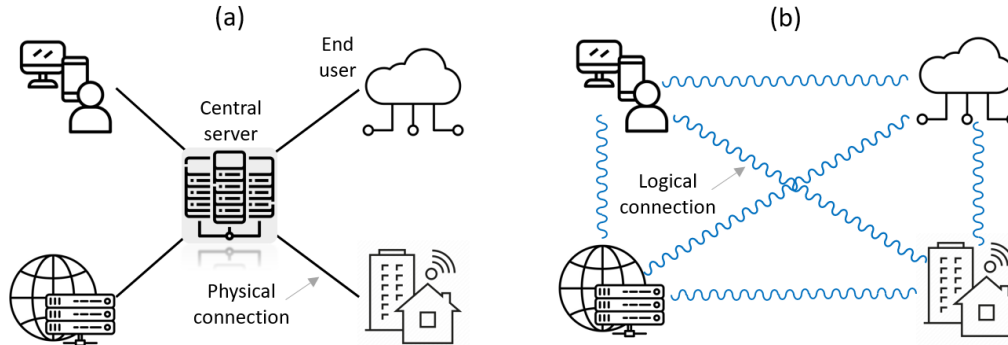 (a)
End
user
Central
server
Physical
connection
(b)
Logical
connection